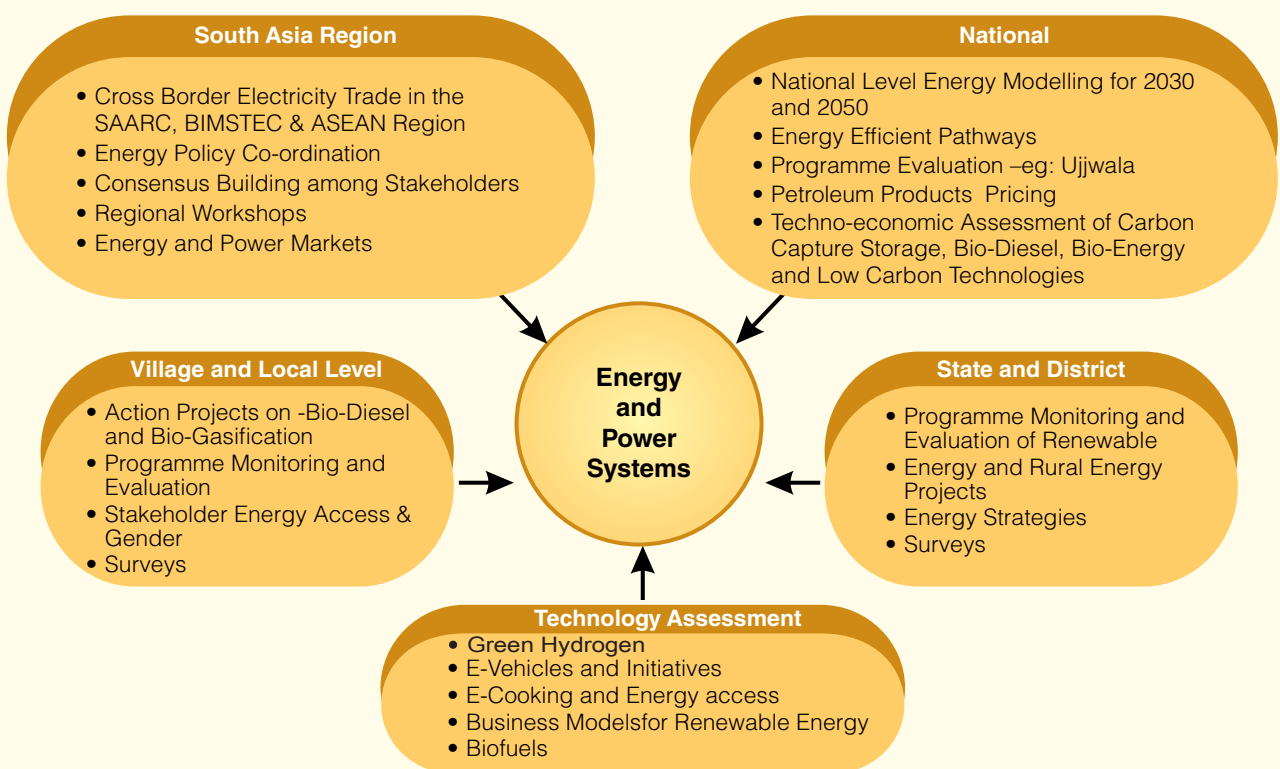 South Asia Region
• Cross Border Electricity Trade in the
SAARC, BIMSTEC & ASEAN Region
• Energy Policy Co-ordination
• Consensus Building among Stakeholders
• Regional Workshops
• Energy and Power Markets
National
• National Level Energy Modelling for 2030
and 2050
• Energy Efficient Pathways
• Programme Evaluation –eg: Ujjwala
• Petroleum Products Pricing
• Techno-economic Assessment of Carbon
Capture Storage, Bio-Diesel, Bio-Energy
and Low Carbon Technologies
Village and Local Level
• Action Projects on -Bio-Diesel
and Bio-Gasification
• Programme Monitoring and
Evaluation
• Stakeholder Energy Access &
Gender
• Surveys
Energy
and
Power
Systems
State and District
• Programme Monitoring and
Evaluation of Renewable
• Energy and Rural Energy
Projects
• Energy Strategies
• Surveys
Technology Assessment
• Green Hydrogen
• E-Vehicles and Initiatives
• E-Cooking and Energy access
• Business Modelsfor Renewable Energy
• Biofuels